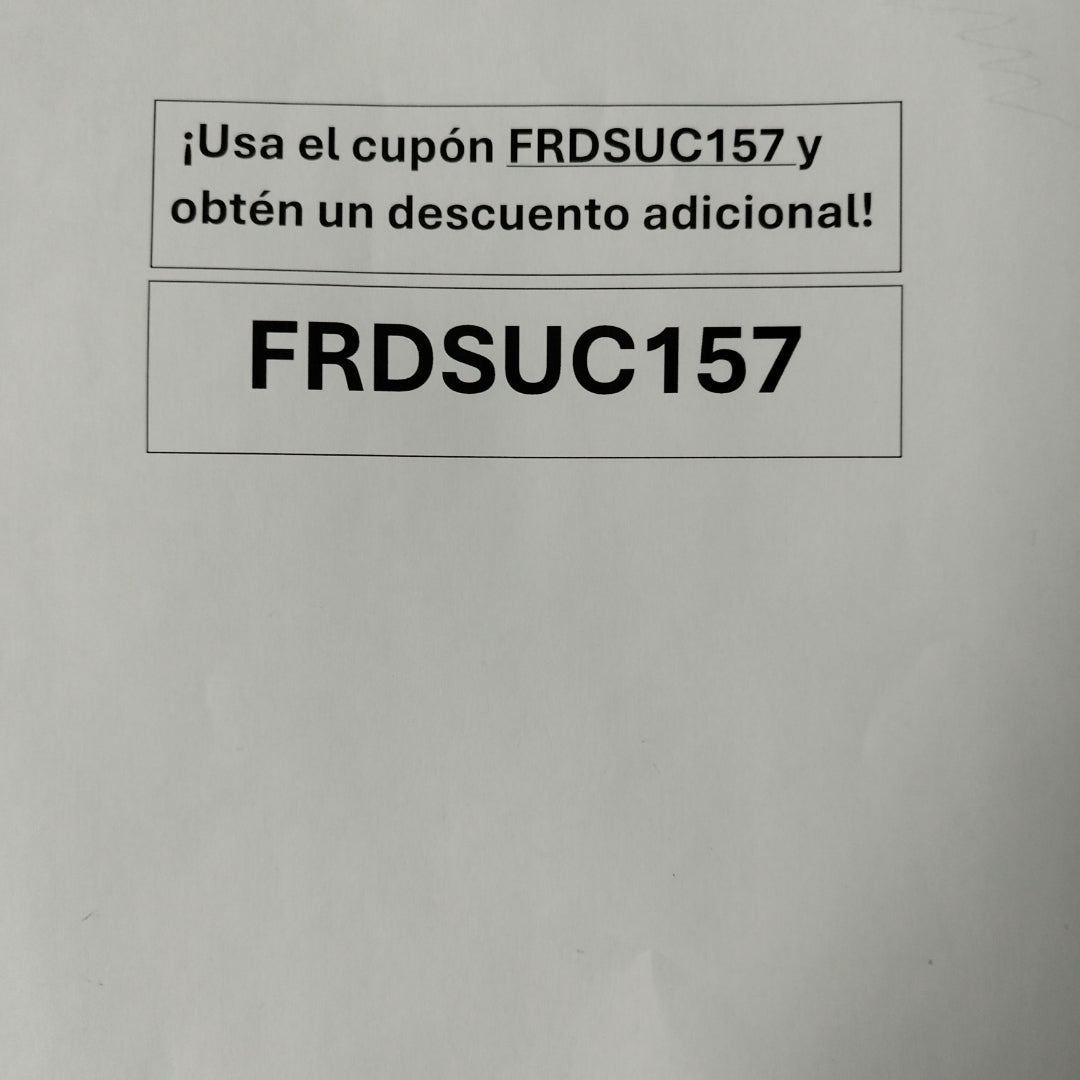 ¡Usa el cupón FRDSUC157 y
obtén un descuento adicional!
FRDSUC157